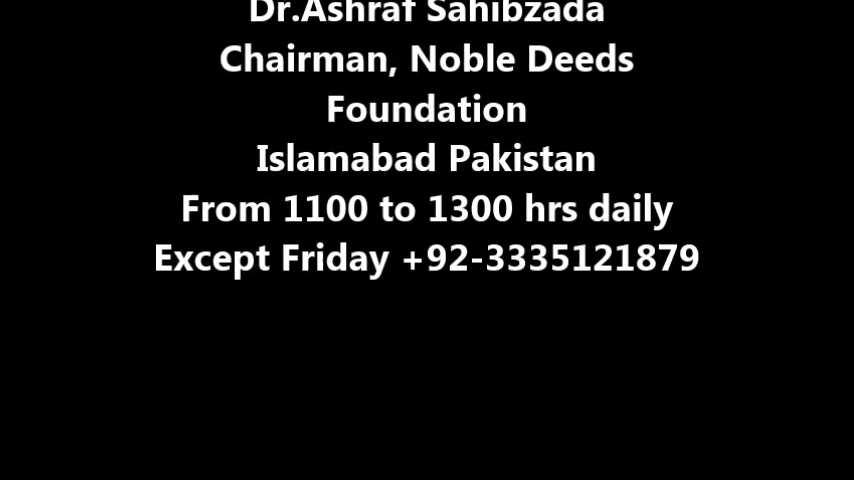 Dr.Ashraf Sahibzada
Chairman, Noble Deeds
Foundation
Islamabad Pakistan
From 1100 to 1300 hrs daily
Except Friday +92-3335121879